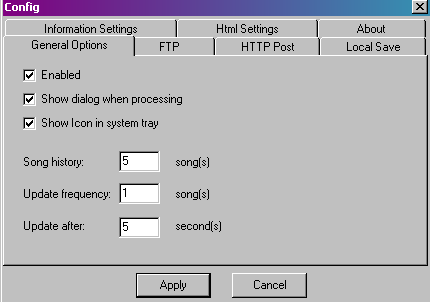 Config
Information Settings Html Settings About
General Options FTP HTTP Post Local Save
Enabled
Show dialog when processing
Show Icon in system tray
Song history: 5 song(s)
Update frequency: 1 song(s)
Update after: 5 second(s)
Apply Cancel